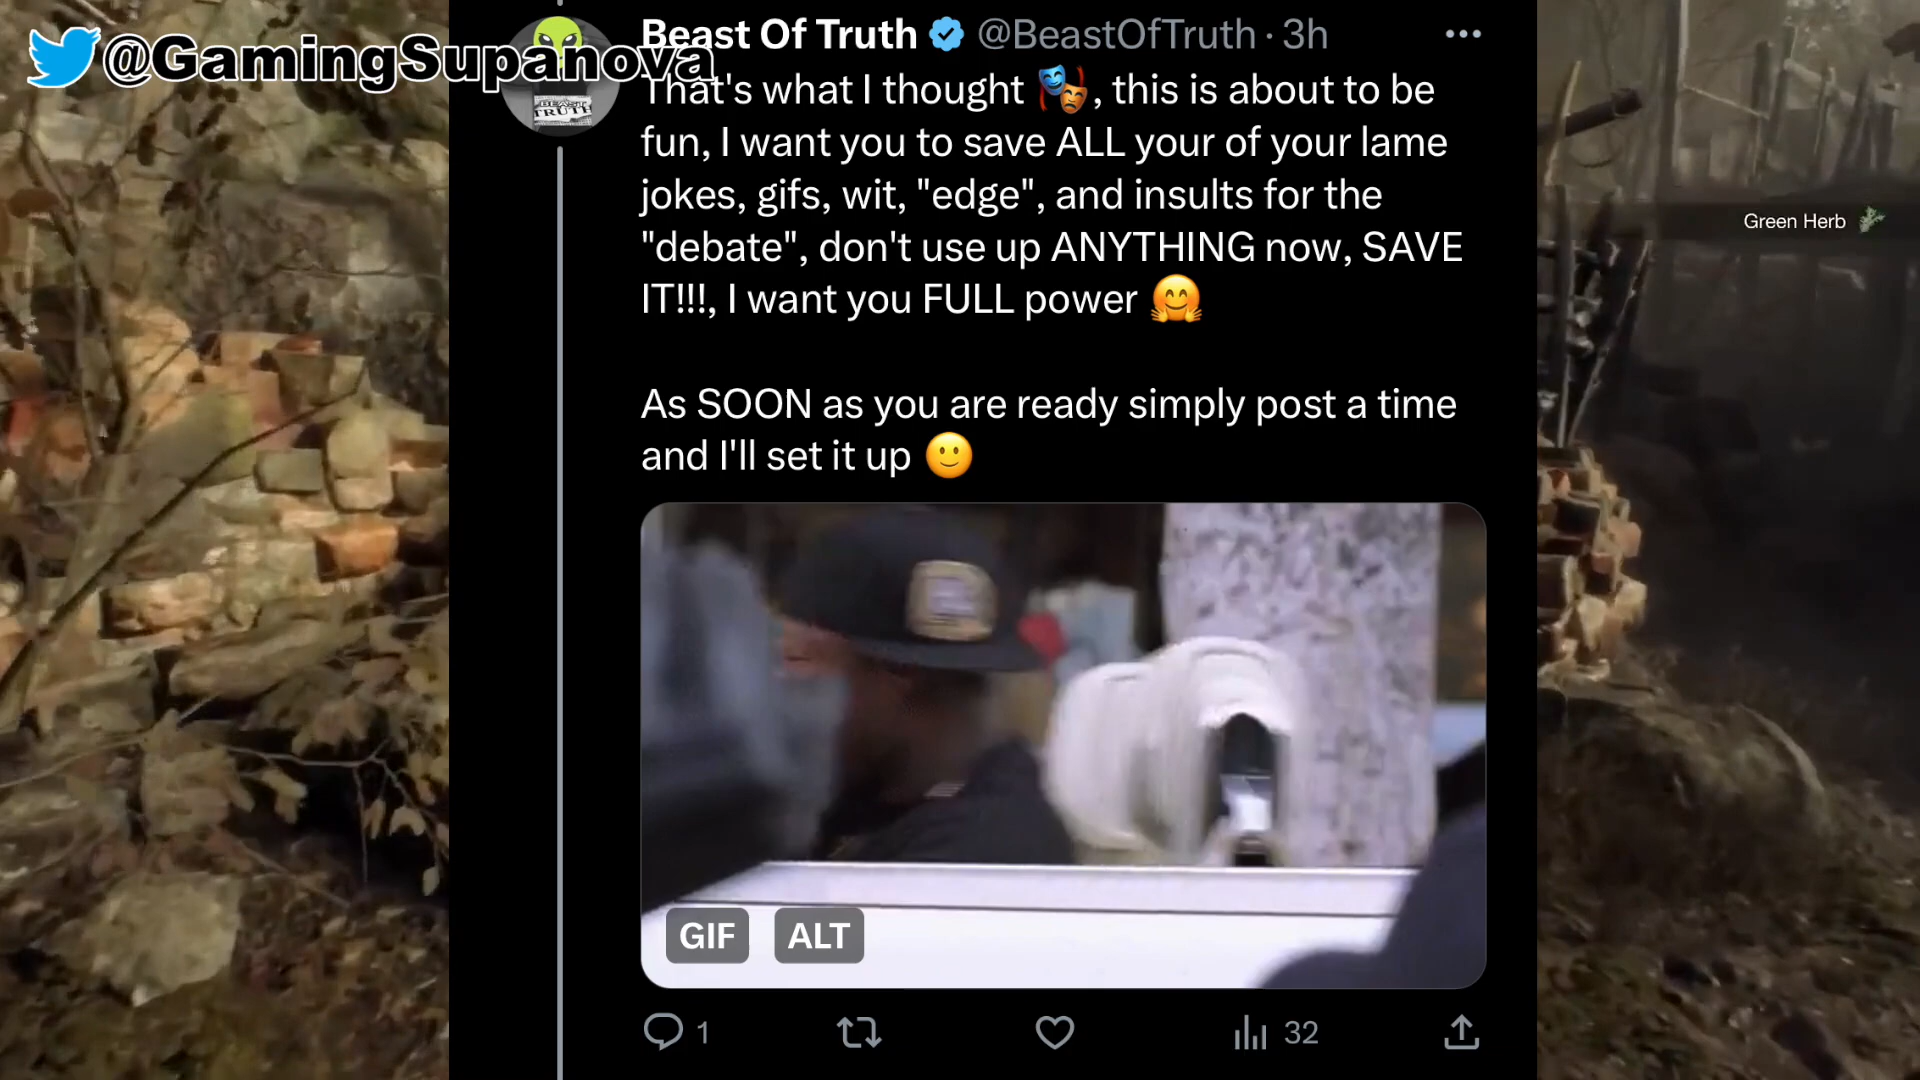 @GamingSupanova
Beast Of Truth @BeastOfTruth · 3h
BEAST
TRUTH
That's what I thought 🎭, this is about to be
fun, I want you to save ALL your of your lame
jokes, gifs, wit, "edge", and insults for the
"debate", don't use up ANYTHING now, SAVE
IT!!!, I want you FULL power 🤗
As SOON as you are ready simply post a time
and I'll set it up 🙂
GIF ALT
1 32
Green Herb